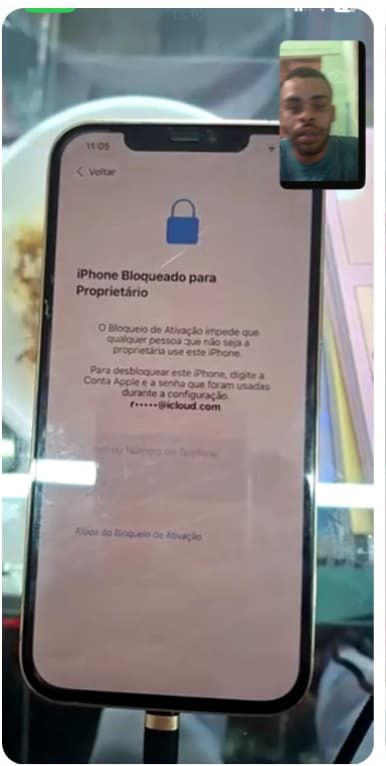 11:05
< Voltar
iPhone Bloqueado para
Proprietário
O Bloqueio de Ativação impede que
qualquer pessoa que não seja a
proprietária use este iPhone.
Para desbloquear este iPhone, digite a
Conta Apple e a senha que foram usadas
durante a configuração.
r•••••@icloud.com
ou Número de Telefone
Ajuda do Bloqueio de Ativação